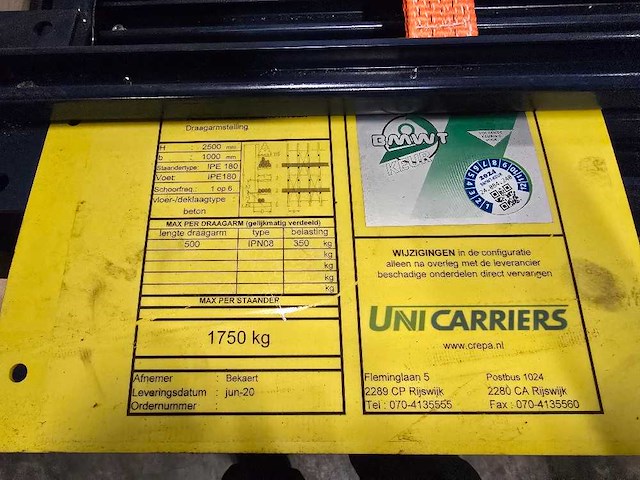 Draagarmstelling
H : 2500 mm
b : 1000 mm
Staandertype: IPE 180
Voet: IPE180
Schoorfreq.: 1 op 6
vloer-/deklaagtype
beton
MAX PER DRAAGARM (gelijkmatig verdeeld)
lengte draagarm type belasting
500 IPN08 350 kg
kg
kg
kg
kg
MAX PER STAANDER
1750 kg
Afnemer : Bekaert
Leveringsdatum : jun-20
Ordernummer :
BMWT
KEUR
2024
WIJZIGINGEN in de configuratie
alleen na overleg met de leverancier
beschadigde onderdelen direct vervangen
UNICARRIERS
www.crepa.nl
Fleminglaan 5 Postbus 1024
2289 CP Rijswijk 2280 CA Rijswijk
Tel : 070-4135555 Fax : 070-4135560